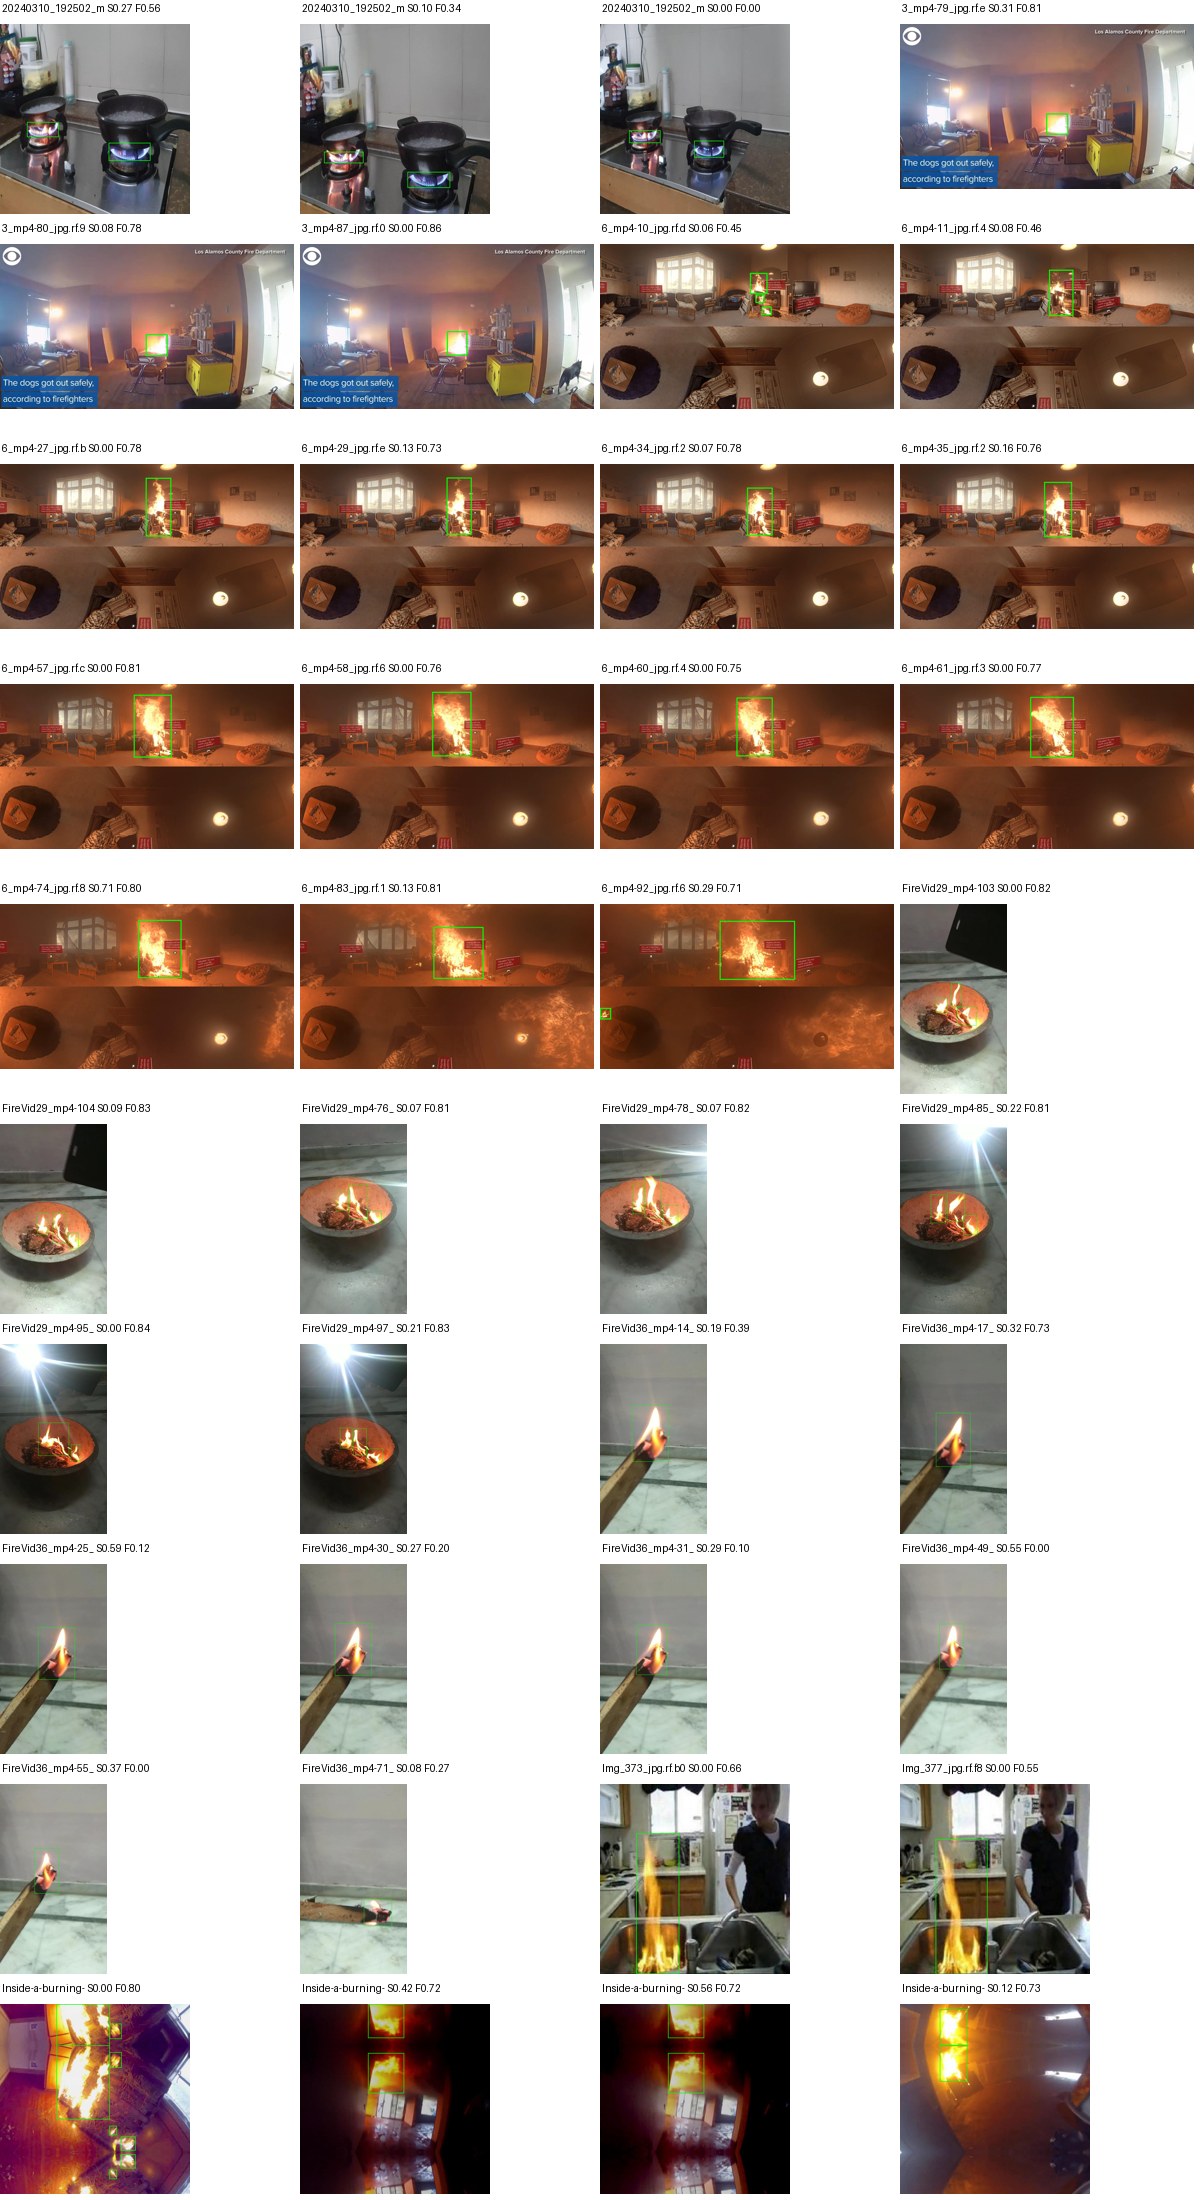 20240310_192502_m S0.27 F0.56
20240310_192502_m S0.10 F0.34
20240310_192502_m S0.00 F0.00
3_mp4-79_jpg.rf.e S0.31 F0.81
Los Alamos County Fire Department
The dogs got out safely,
according to firefighters
3_mp4-80_jpg.rf.9 S0.08 F0.78
3_mp4-87_jpg.rf.0 S0.00 F0.86
6_mp4-10_jpg.rf.d S0.06 F0.45
6_mp4-11_jpg.rf.4 S0.08 F0.46
Los Alamos County Fire Department
The dogs got out safely,
according to firefighters
Los Alamos County Fire Department
The dogs got out safely,
according to firefighters
6_mp4-27_jpg.rf.b S0.00 F0.78
6_mp4-29_jpg.rf.e S0.13 F0.73
6_mp4-34_jpg.rf.2 S0.07 F0.78
6_mp4-35_jpg.rf.2 S0.16 F0.76
6_mp4-57_jpg.rf.c S0.00 F0.81
6_mp4-58_jpg.rf.6 S0.00 F0.76
6_mp4-60_jpg.rf.4 S0.00 F0.75
6_mp4-61_jpg.rf.3 S0.00 F0.77
6_mp4-74_jpg.rf.8 S0.71 F0.80
6_mp4-83_jpg.rf.1 S0.13 F0.81
6_mp4-92_jpg.rf.6 S0.29 F0.71
FireVid29_mp4-103 S0.00 F0.82
FireVid29_mp4-104 S0.09 F0.83
FireVid29_mp4-76_ S0.07 F0.81
FireVid29_mp4-78_ S0.07 F0.82
FireVid29_mp4-85_ S0.22 F0.81
FireVid29_mp4-95_ S0.00 F0.84
FireVid29_mp4-97_ S0.21 F0.83
FireVid36_mp4-14_ S0.19 F0.39
FireVid36_mp4-17_ S0.32 F0.73
FireVid36_mp4-25_ S0.59 F0.12
FireVid36_mp4-30_ S0.27 F0.20
FireVid36_mp4-31_ S0.29 F0.10
FireVid36_mp4-49_ S0.55 F0.00
FireVid36_mp4-55_ S0.37 F0.00
FireVid36_mp4-71_ S0.08 F0.27
Img_373_jpg.rf.b0 S0.00 F0.66
Img_377_jpg.rf.f8 S0.00 F0.55
Inside-a-burning- S0.00 F0.80
Inside-a-burning- S0.42 F0.72
Inside-a-burning- S0.56 F0.72
Inside-a-burning- S0.12 F0.73